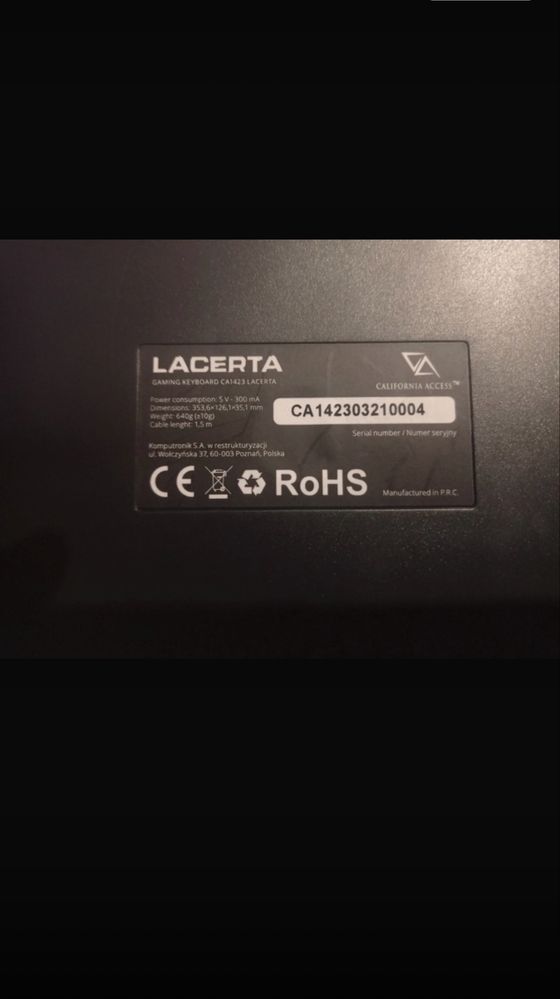 LACERTA
GAMING KEYBOARD CA1423 LACERTA
CALIFORNIA ACCESS™
Power consumption: 5 V - 300 mA
Dimensions: 353,6×126,1×35,1 mm
Weight: 640g (±10g)
Cable lenght: 1,5 m
CA142303210004
Serial number / Numer seryjny
Komputronik S.A. w restrukturyzacji
ul. Wołczyńska 37, 60-003 Poznań, Polska
CE RoHS
Manufactured in P.R.C.